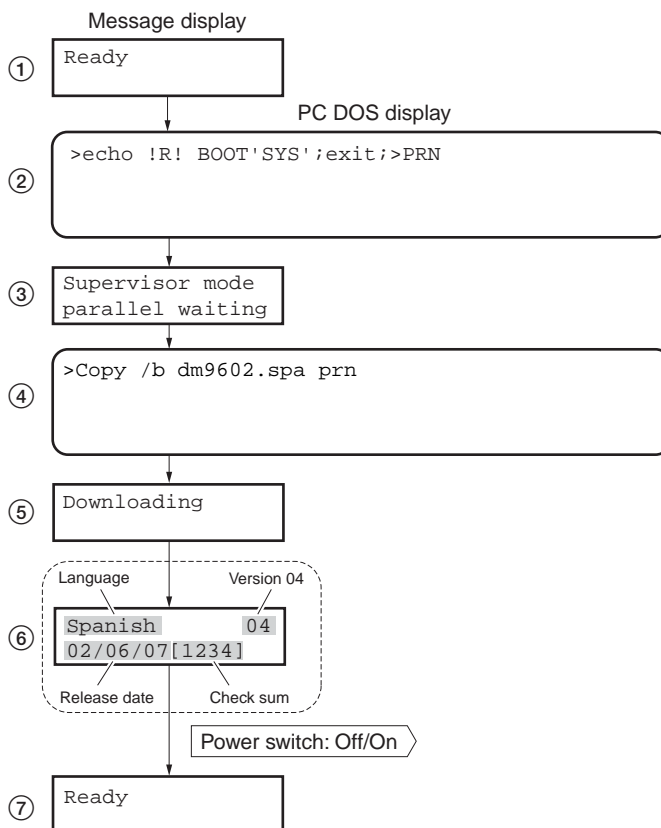 Message display
① Ready
PC DOS display
② >echo !R! BOOT'SYS';exit;>PRN
③ Supervisor mode
parallel waiting
④ >Copy /b dm9602.spa prn
⑤ Downloading
Language Version 04
⑥ Spanish 04
02/06/07[1234]
Release date Check sum
Power switch: Off/On
⑦ Ready